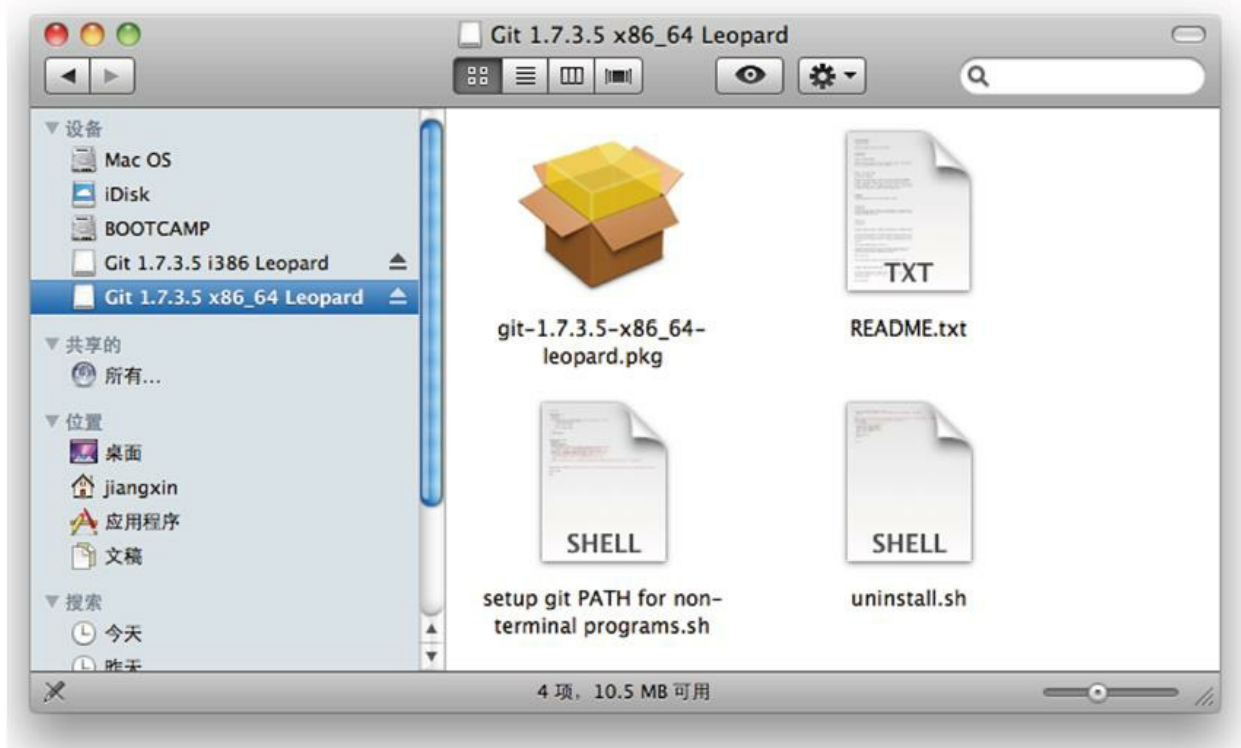 Git 1.7.3.5 x86_64 Leopard
设备
Mac OS
iDisk
BOOTCAMP
Git 1.7.3.5 i386 Leopard
Git 1.7.3.5 x86_64 Leopard
共享的
所有...
位置
桌面
jiangxin
应用程序
文稿
搜索
今天
昨天
git-1.7.3.5-x86_64-
leopard.pkg
TXT
README.txt
SHELL
setup git PATH for non-
terminal programs.sh
SHELL
uninstall.sh
4 项，10.5 MB 可用